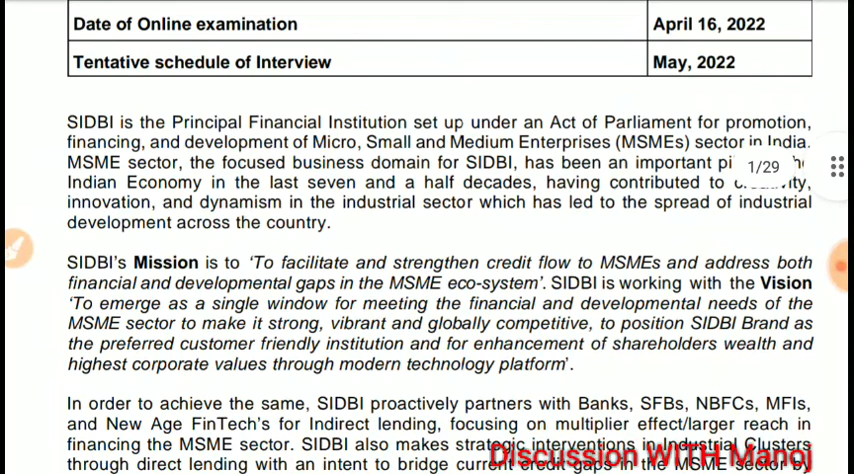 Date of Online examination April 16, 2022
Tentative schedule of Interview May, 2022
SIDBI is the Principal Financial Institution set up under an Act of Parliament for promotion,
financing, and development of Micro, Small and Medium Enterprises (MSMEs) sector in India.
MSME sector, the focused business domain for SIDBI, has been an important
1/29
Indian Economy in the last seven and a half decades, having contributed to
innovation, and dynamism in the industrial sector which has led to the spread of industrial
development across the country.
SIDBI's Mission is to 'To facilitate and strengthen credit flow to MSMEs and address both
financial and developmental gaps in the MSME eco-system'. SIDBI is working with the Vision
'To emerge as a single window for meeting the financial and developmental needs of the
MSME sector to make it strong, vibrant and globally competitive, to position SIDBI Brand as
the preferred customer friendly institution and for enhancement of shareholders wealth and
highest corporate values through modern technology platform'.
In order to achieve the same, SIDBI proactively partners with Banks, SFBs, NBFCs, MFIs,
and New Age FinTech's for Indirect lending, focusing on multiplier effect/larger reach in
financing the MSME sector. SIDBI also makes strategic interventions in Industrial Clusters
through direct lending with an intent to bridge current credit gaps in the MSME sector by
Discussion WITH Manoj